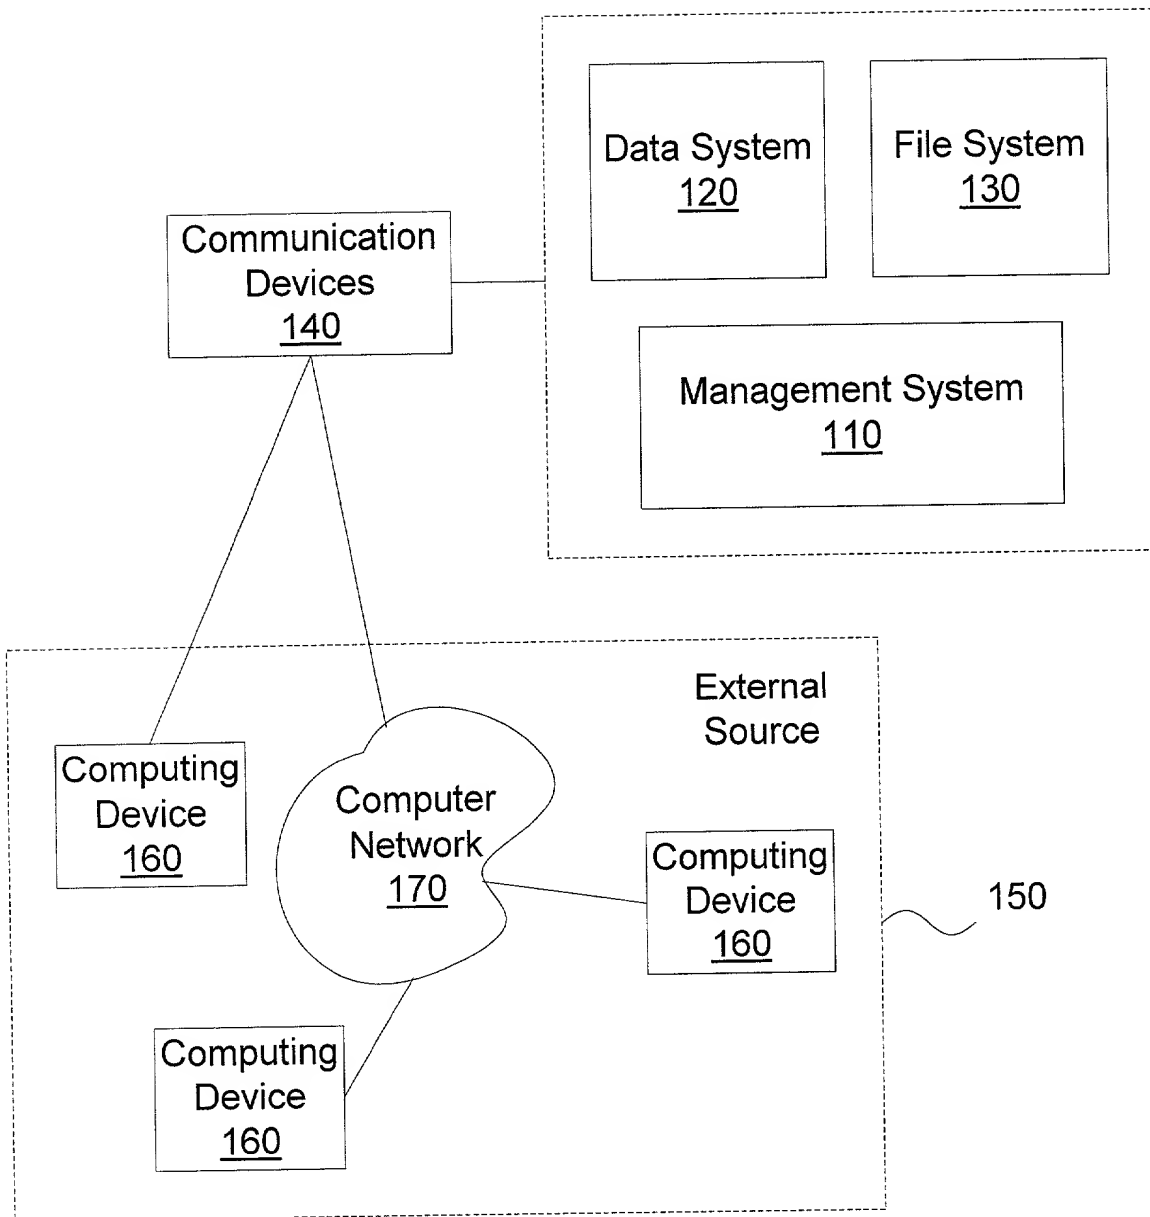 Data System
120
File System
130
Communication
Devices
140
Management System
110
External
Source
Computing
Device
160
Computer
Network
170
Computing
Device
160
150
Computing
Device
160